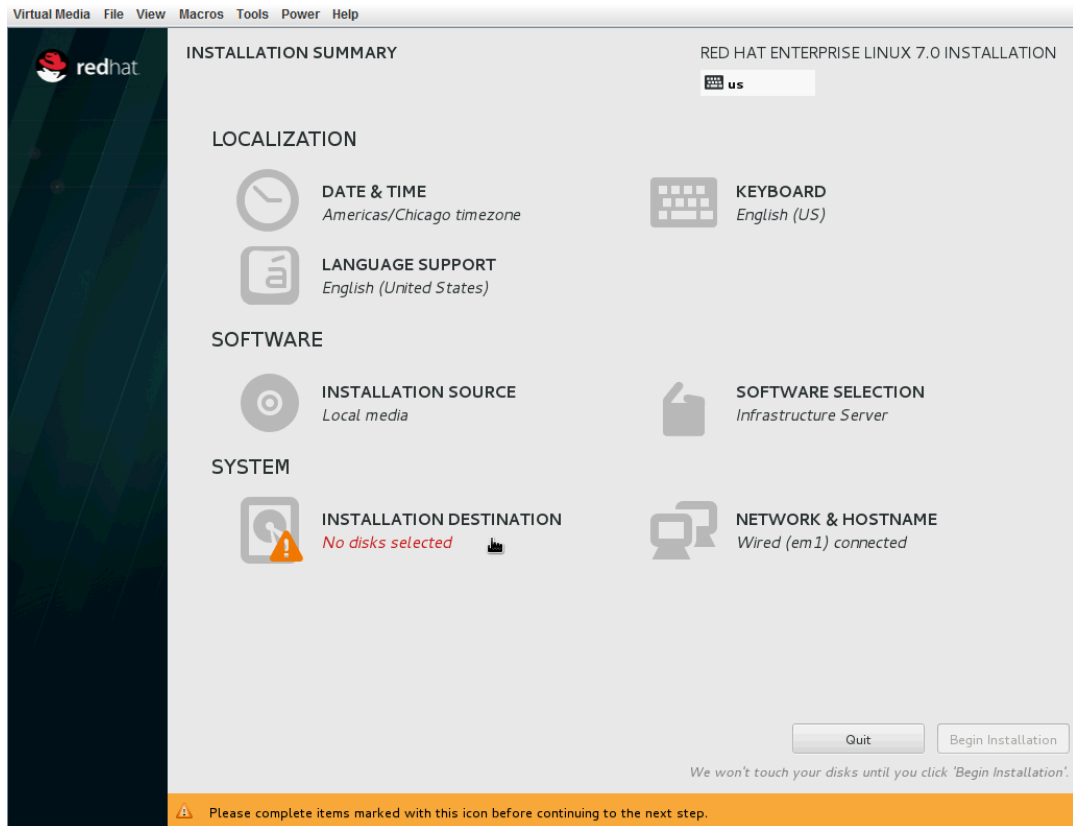 Virtual Media File View Macros Tools Power Help
redhat
INSTALLATION SUMMARY
RED HAT ENTERPRISE LINUX 7.0 INSTALLATION
us
LOCALIZATION
DATE & TIME
Americas/Chicago timezone
KEYBOARD
English (US)
á
LANGUAGE SUPPORT
English (United States)
SOFTWARE
INSTALLATION SOURCE
Local media
SOFTWARE SELECTION
Infrastructure Server
SYSTEM
INSTALLATION DESTINATION
No disks selected
NETWORK & HOSTNAME
Wired (em1) connected
Quit
Begin Installation
We won't touch your disks until you click 'Begin Installation'.
Please complete items marked with this icon before continuing to the next step.